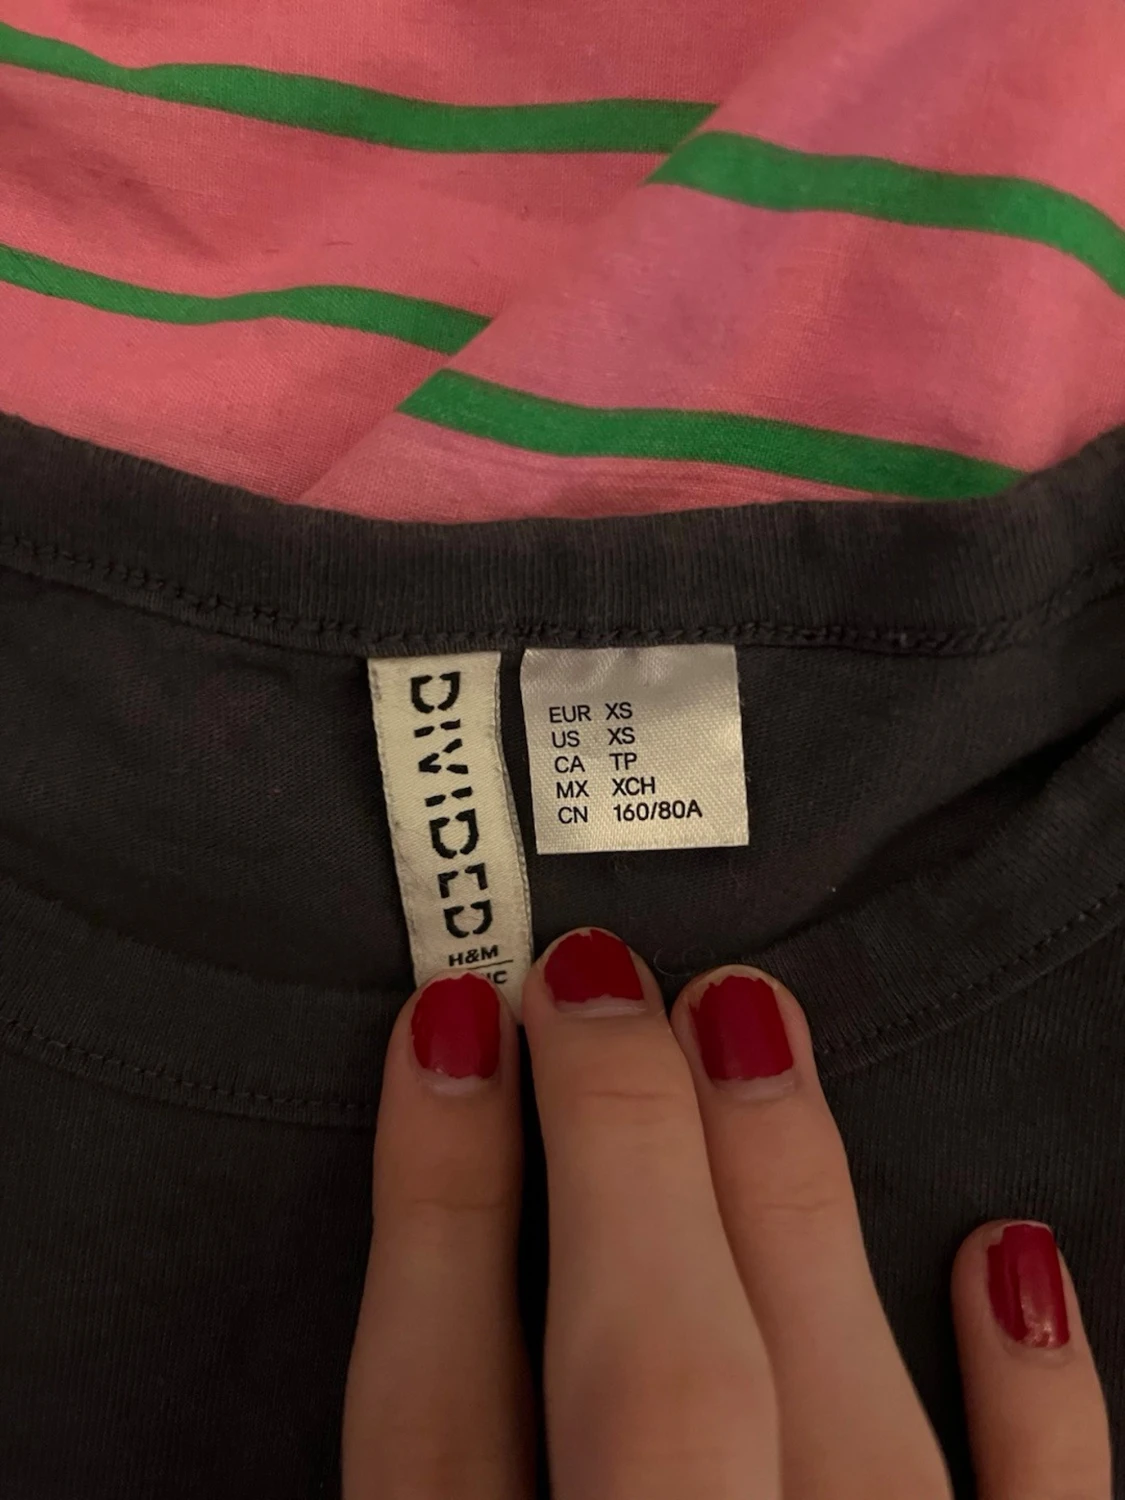 DIVIDED
H&M
EUR XS
US XS
CA TP
MX XCH
CN 160/80A